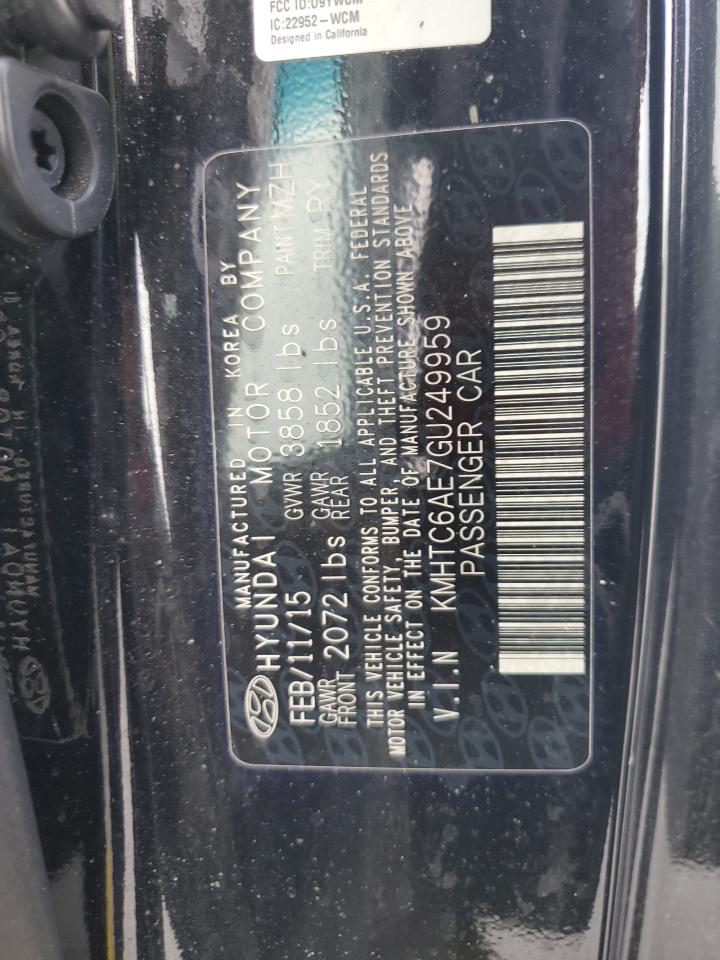 FCC ID:O9YWCM
IC:22952-WCM
Designed in California
MANUFACTURED IN KOREA BY
HYUNDAI MOTOR COMPANY
FEB/11/15 GVWR 3858 lbs PAINT MZH
GAWR FRONT 2072 lbs GAWR REAR 1852 lbs TRIM RY
THIS VEHICLE CONFORMS TO ALL APPLICABLE U.S.A. FEDERAL
MOTOR VEHICLE SAFETY, BUMPER, AND THEFT PREVENTION STANDARDS
IN EFFECT ON THE DATE OF MANUFACTURE SHOWN ABOVE
V.I.N KMHTC6AE7GU249959
PASSENGER CAR